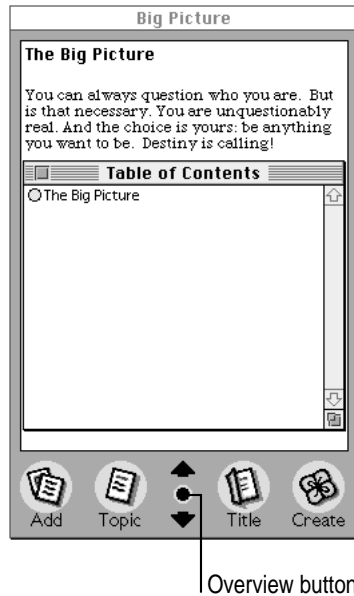 Big Picture
The Big Picture
You can always question who you are. But
is that necessary. You are unquestionably
real. And the choice is yours: be anything
you want to be. Destiny is calling!
Table of Contents
The Big Picture
Add Topic Title Create
Overview button